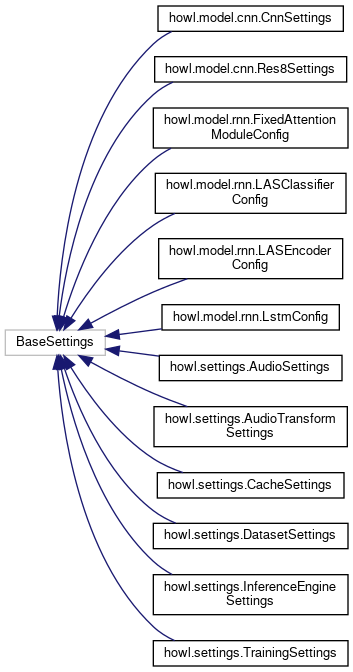 howl.model.cnn.CnnSettings
howl.model.cnn.Res8Settings
howl.model.rnn.FixedAttention
ModuleConfig
howl.model.rnn.LASClassifier
Config
howl.model.rnn.LASEncoder
Config
howl.model.rnn.LstmConfig
BaseSettings
howl.settings.AudioSettings
howl.settings.AudioTransform
Settings
howl.settings.CacheSettings
howl.settings.DatasetSettings
howl.settings.InferenceEngine
Settings
howl.settings.TrainingSettings